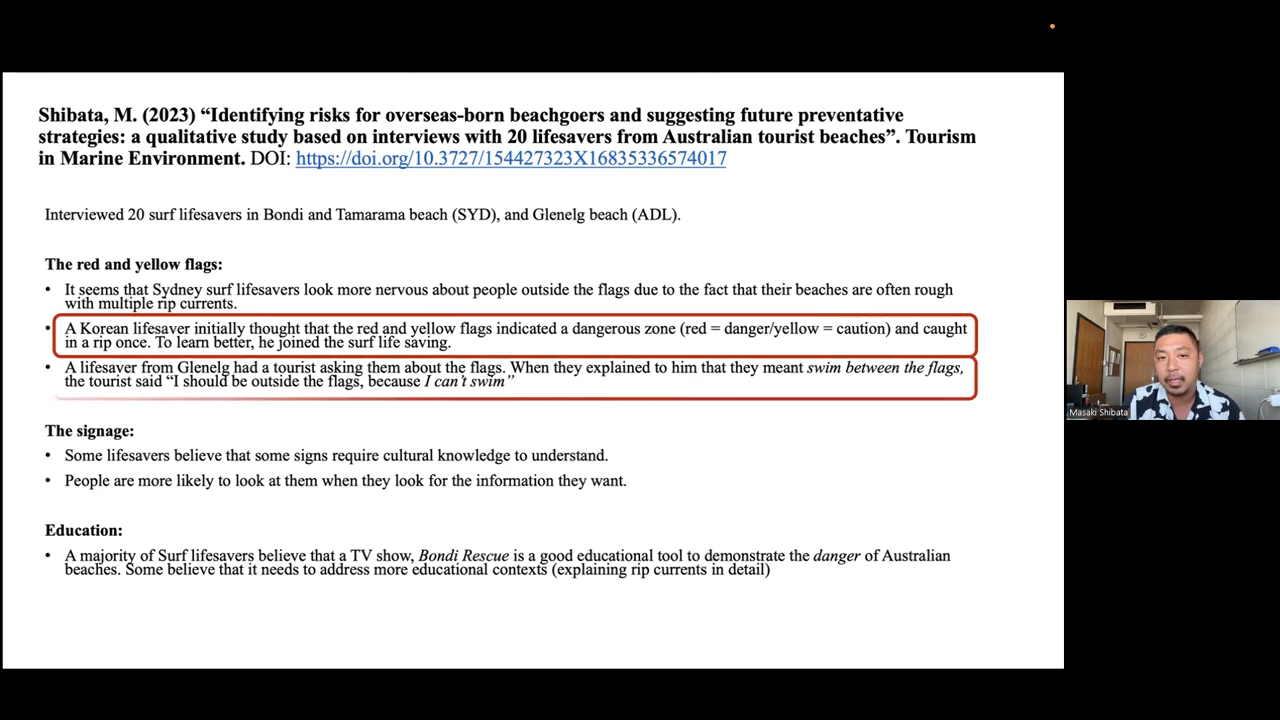 Shibata, M. (2023) “Identifying risks for overseas-born beachgoers and suggesting future preventative
strategies: a qualitative study based on interviews with 20 lifesavers from Australian tourist beaches”. Tourism
in Marine Environment. DOI: https://doi.org/10.3727/154427323X16835336574017
Interviewed 20 surf lifesavers in Bondi and Tamarama beach (SYD), and Glenelg beach (ADL).
The red and yellow flags:
• It seems that Sydney surf lifesavers look more nervous about people outside the flags due to the fact that their beaches are often rough
with multiple rip currents.
• A Korean lifesaver initially thought that the red and yellow flags indicated a dangerous zone (red = danger/yellow = caution) and caught
in a rip once. To learn better, he joined the surf life saving.
• A lifesaver from Glenelg had a tourist asking them about the flags. When they explained to him that they meant swim between the flags,
the tourist said “I should be outside the flags, because I can’t swim”
The signage:
• Some lifesavers believe that some signs require cultural knowledge to understand.
• People are more likely to look at them when they look for the information they want.
Education:
• A majority of Surf lifesavers believe that a TV show, Bondi Rescue is a good educational tool to demonstrate the danger of Australian
beaches. Some believe that it needs to address more educational contexts (explaining rip currents in detail)
Masaki Shibata